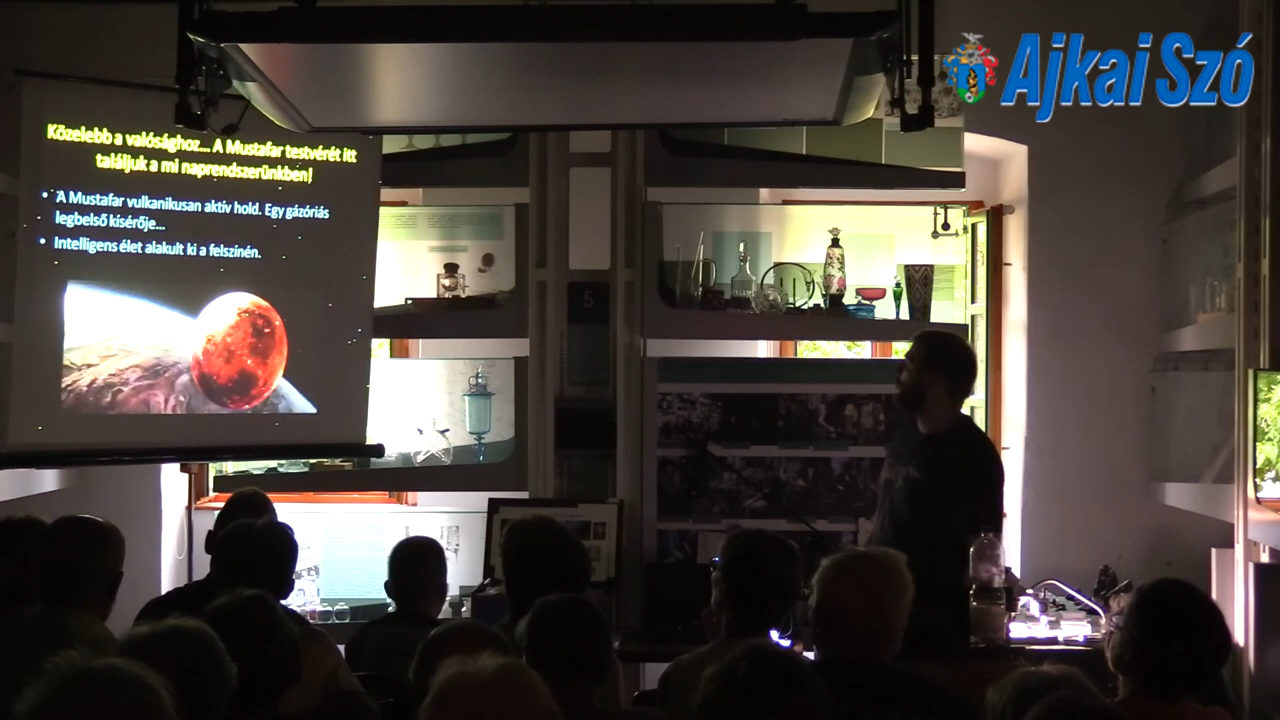 Ajkai Szó
Közelebb a valósághoz... A Mustafar testvérét itt
találjuk a mi naprendszerünkben!
• A Mustafar vulkanikusan aktív hold. Egy gázóriás
legbelső kísérője...
• Intelligens élet alakult ki a felszínén.
5